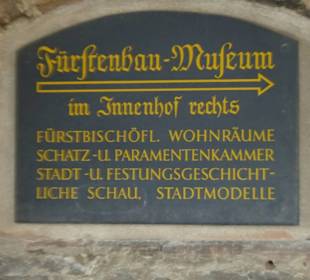 Fürstenbau-Museum
im Innenhof rechts
FÜRSTBISCHÖFL. WOHNRÄUME
SCHATZ-U. PARAMENTENKAMMER
STADT-U. FESTUNGSGESCHICHT-
LICHE SCHAU, STADTMODELLE